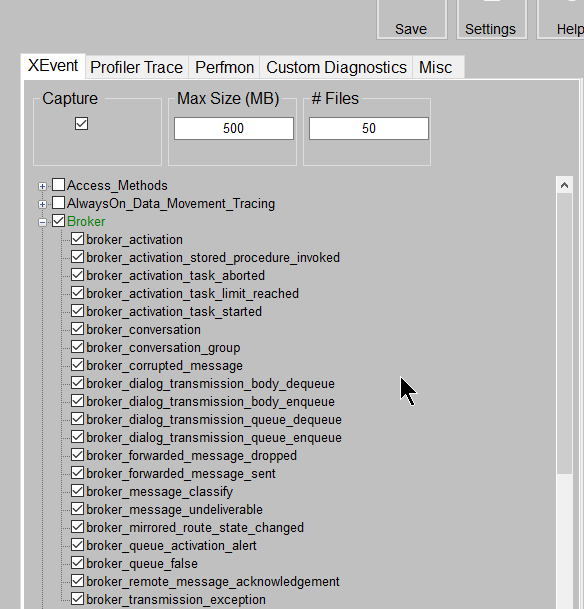 Save Settings Help
XEvent Profiler Trace Perfmon Custom Diagnostics Misc
Capture Max Size (MB) # Files
500 50
Access_Methods
AlwaysOn_Data_Movement_Tracing
Broker
broker_activation
broker_activation_stored_procedure_invoked
broker_activation_task_aborted
broker_activation_task_limit_reached
broker_activation_task_started
broker_conversation
broker_conversation_group
broker_corrupted_message
broker_dialog_transmission_body_dequeue
broker_dialog_transmission_body_enqueue
broker_dialog_transmission_queue_dequeue
broker_dialog_transmission_queue_enqueue
broker_forwarded_message_dropped
broker_forwarded_message_sent
broker_message_classify
broker_message_undeliverable
broker_mirrored_route_state_changed
broker_queue_activation_alert
broker_queue_false
broker_remote_message_acknowledgement
broker_transmission_exception